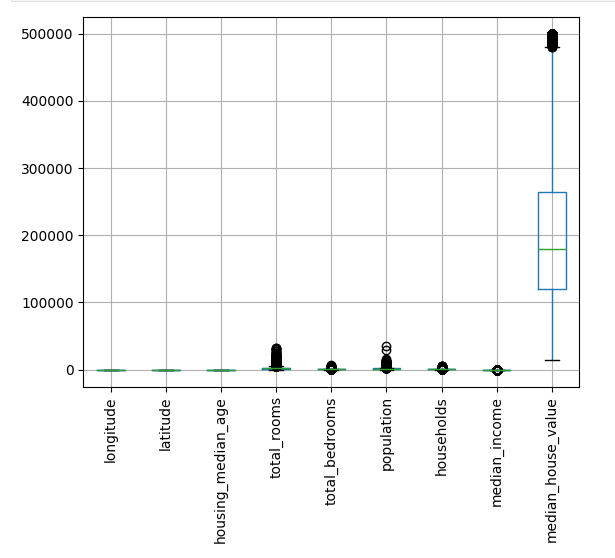 500000
400000
300000
200000
100000
0
longitude
latitude
housing_median_age
total_rooms
total_bedrooms
population
households
median_income
median_house_value